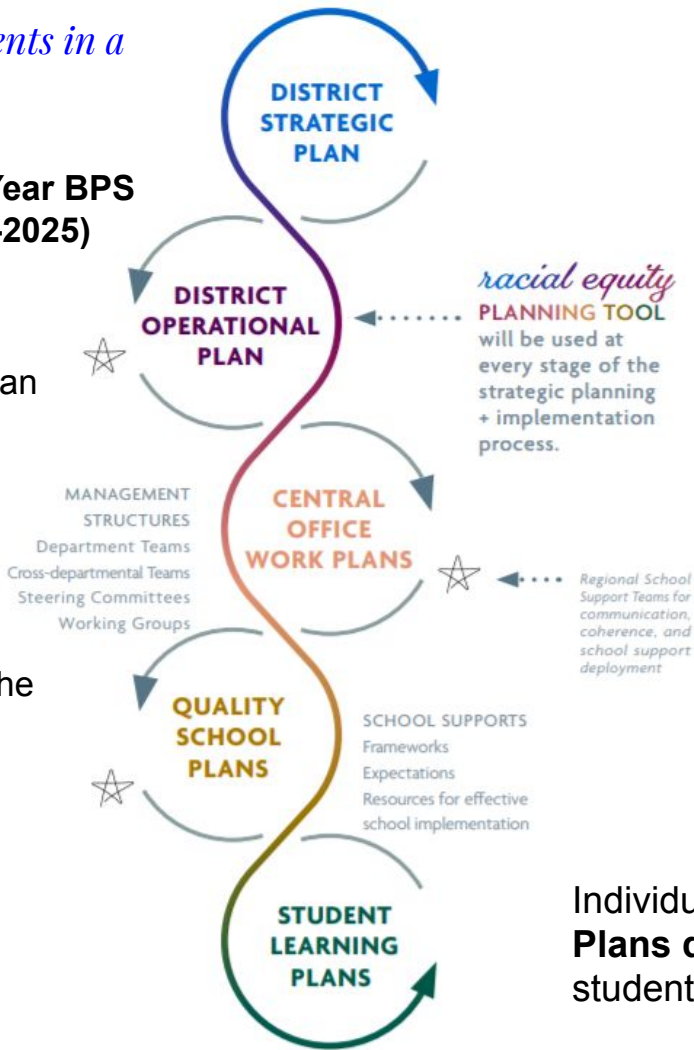 ents in a
DISTRICT
STRATEGIC
PLAN
Year BPS
-2025)
DISTRICT
OPERATIONAL
PLAN
racial equity
PLANNING TOOL
will be used at
every stage of the
strategic planning
+ implementation
process.
an
MANAGEMENT
STRUCTURES
Department Teams
Cross-departmental Teams
Steering Committees
Working Groups
CENTRAL
OFFICE
WORK PLANS
Regional School
Support Teams for
communication,
coherence, and
school support
deployment
he
QUALITY
SCHOOL
PLANS
SCHOOL SUPPORTS
Frameworks
Expectations
Resources for effective
school implementation
STUDENT
LEARNING
PLANS
Individu
Plans
student